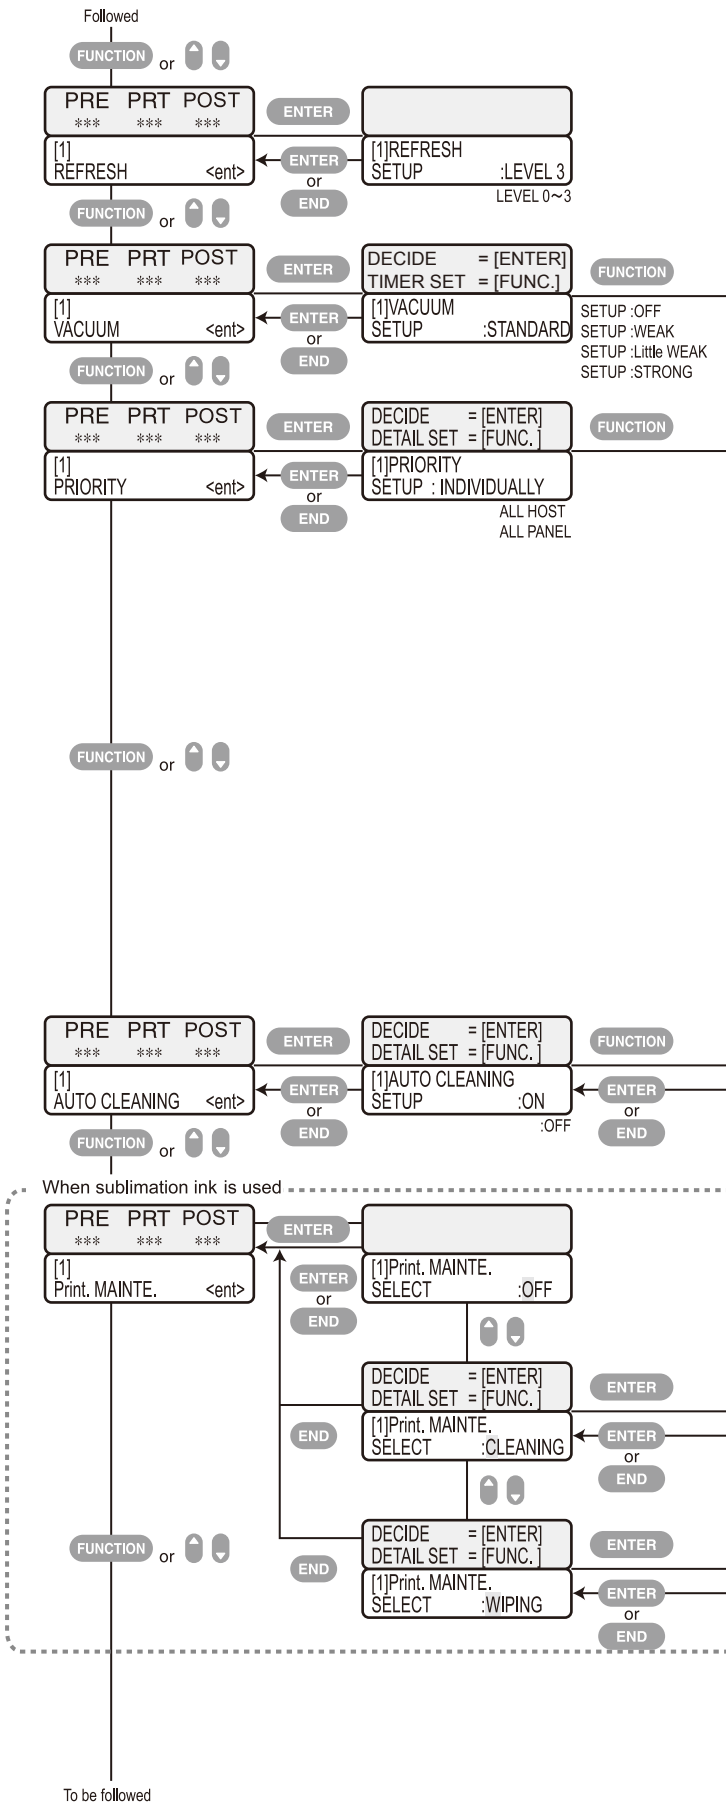 Followed
FUNCTION or
PRE PRT POST
*** *** ***
ENTER
[1]
REFRESH <ent>
ENTER
or
END
[1]REFRESH
SETUP :LEVEL 3
LEVEL 0~3
FUNCTION or
PRE PRT POST
*** *** ***
ENTER
DECIDE = [ENTER]
TIMER SET = [FUNC.]
FUNCTION
[1]
VACUUM <ent>
ENTER
or
END
[1]VACUUM
SETUP :STANDARD
SETUP :OFF
SETUP :WEAK
SETUP :Little WEAK
SETUP :STRONG
FUNCTION or
PRE PRT POST
*** *** ***
ENTER
DECIDE = [ENTER]
DETAIL SET = [FUNC. ]
FUNCTION
[1]
PRIORITY <ent>
ENTER
or
END
[1]PRIORITY
SETUP : INDIVIDUALLY
ALL HOST
ALL PANEL
FUNCTION or
PRE PRT POST
*** *** ***
ENTER
DECIDE = [ENTER]
DETAIL SET = [FUNC. ]
FUNCTION
[1]
AUTO CLEANING <ent>
ENTER
or
END
[1]AUTO CLEANING
SETUP :ON
:OFF
ENTER
or
END
FUNCTION or
When sublimation ink is used
PRE PRT POST
*** *** ***
ENTER
[1]
Print. MAINTE. <ent>
ENTER
or
END
[1]Print. MAINTE.
SELECT :OFF
DECIDE = [ENTER]
DETAIL SET = [FUNC. ]
ENTER
END
[1]Print. MAINTE.
SELECT :CLEANING
ENTER
or
END
FUNCTION or
DECIDE = [ENTER]
DETAIL SET = [FUNC. ]
ENTER
END
[1]Print. MAINTE.
SELECT :WIPING
ENTER
or
END
To be followed